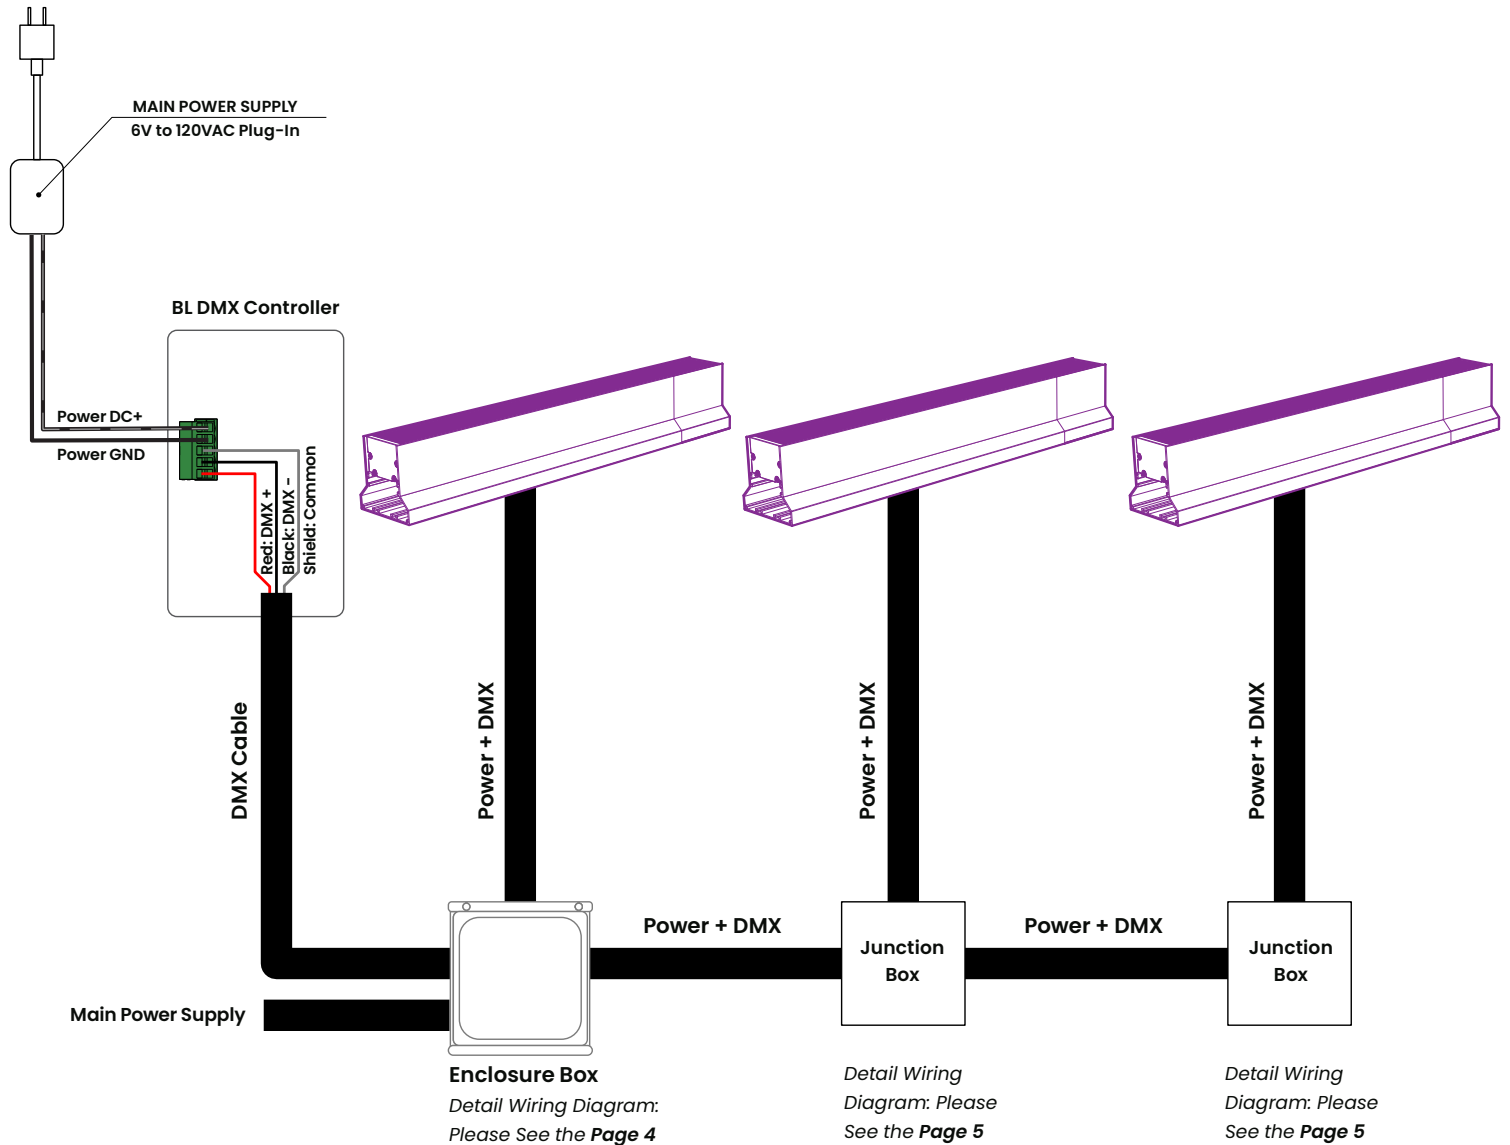 MAIN POWER SUPPLY
6V to 120VAC Plug-In
BL DMX Controller
Power DC+
Power GND
Red: DMX +
Black: DMX -
Shield: Common
DMX Cable
Power + DMX
Power + DMX
Power + DMX
Power + DMX
Power + DMX
Junction
Box
Junction
Box
Main Power Supply
Enclosure Box
Detail Wiring Diagram:
Please See the Page 4
Detail Wiring
Diagram: Please
See the Page 5
Detail Wiring
Diagram: Please
See the Page 5